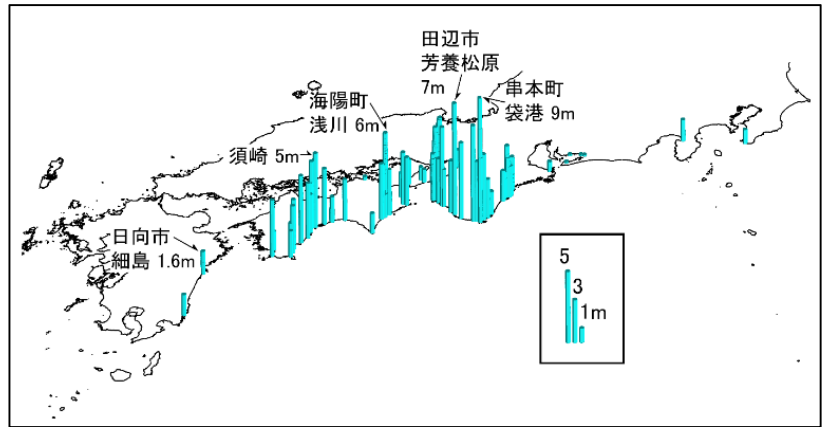 田辺市
芳養松原
7m
串本町
袋港 9m
海陽町
浅川 6m
須崎 5m
日向市
細島 1.6m
5
3
1m